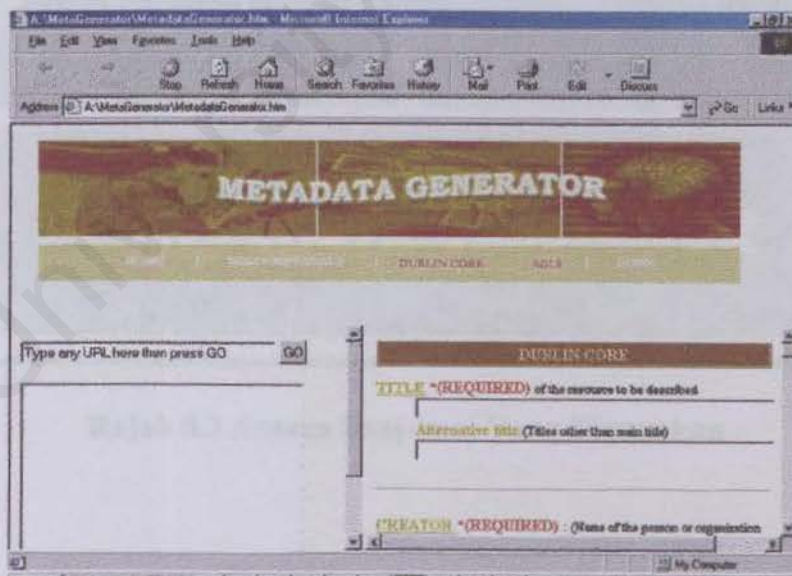 A:\MetaGenerator\MetadataGenerator.htm - Microsoft Internet Explorer
File Edit View Favorites Tools Help
Stop Refresh Home Search Favorites History Mail Print Edit Discuss
Address A:\MetaGenerator\MetadataGenerator.htm Go Links
METADATA GENERATOR
HOME DUBLIN CORE AGLS
Type any URL here then press GO GO
DUBLIN CORE
TITLE *(REQUIRED) of the resource to be described
Alternative title (Titles other than main title)
CREATOR *(REQUIRED) : (Name of the person or organization
My Computer